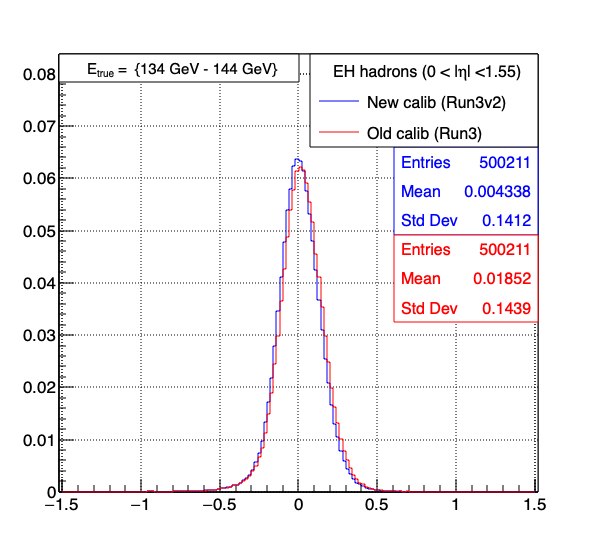 E_true = {134 GeV - 144 GeV}
EH hadrons (0 < |η| <1.55)
New calib (Run3v2)
Old calib (Run3)
Entries 500211
Mean 0.004338
Std Dev 0.1412
Entries 500211
Mean 0.01852
Std Dev 0.1439
0.08
0.07
0.06
0.05
0.04
0.03
0.02
0.01
0
−1.5 −1 −0.5 0 0.5 1 1.5